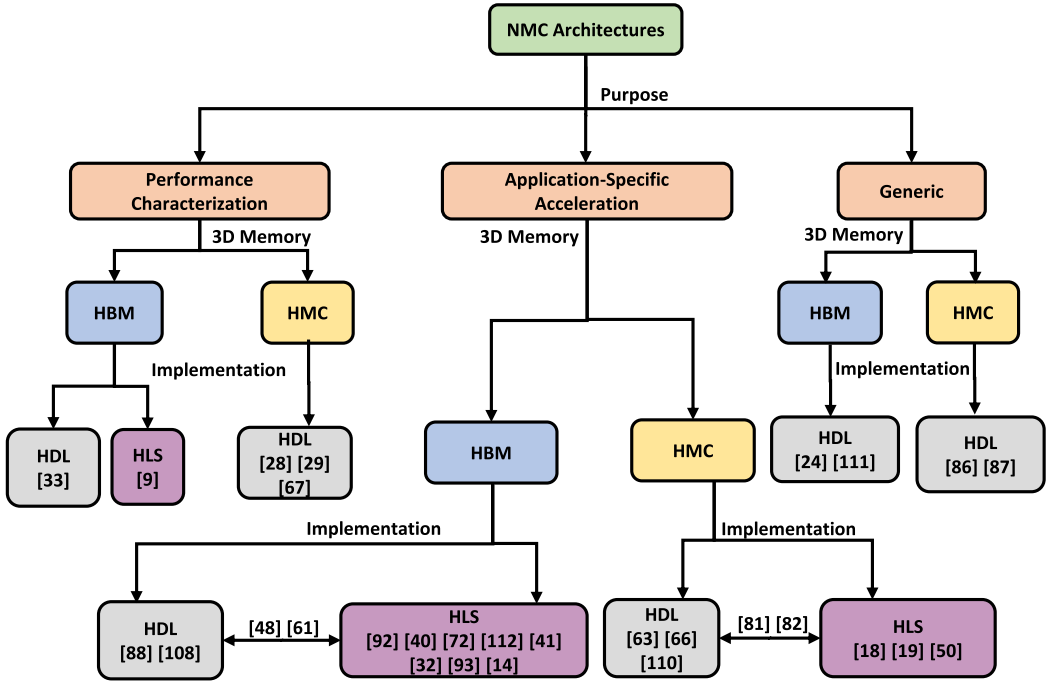 NMC Architectures
Purpose
Performance
Characterization
Application-Specific
Acceleration
Generic
3D Memory
3D Memory
3D Memory
HBM
HMC
HBM
HMC
Implementation
Implementation
HDL
[33]
HLS
[9]
HDL
[28] [29]
[67]
HBM
HMC
HDL
[24] [111]
HDL
[86] [87]
Implementation
Implementation
HDL
[88] [108]
[48] [61]
HLS
[92] [40] [72] [112] [41]
[32] [93] [14]
HDL
[63] [66]
[110]
[81] [82]
HLS
[18] [19] [50]